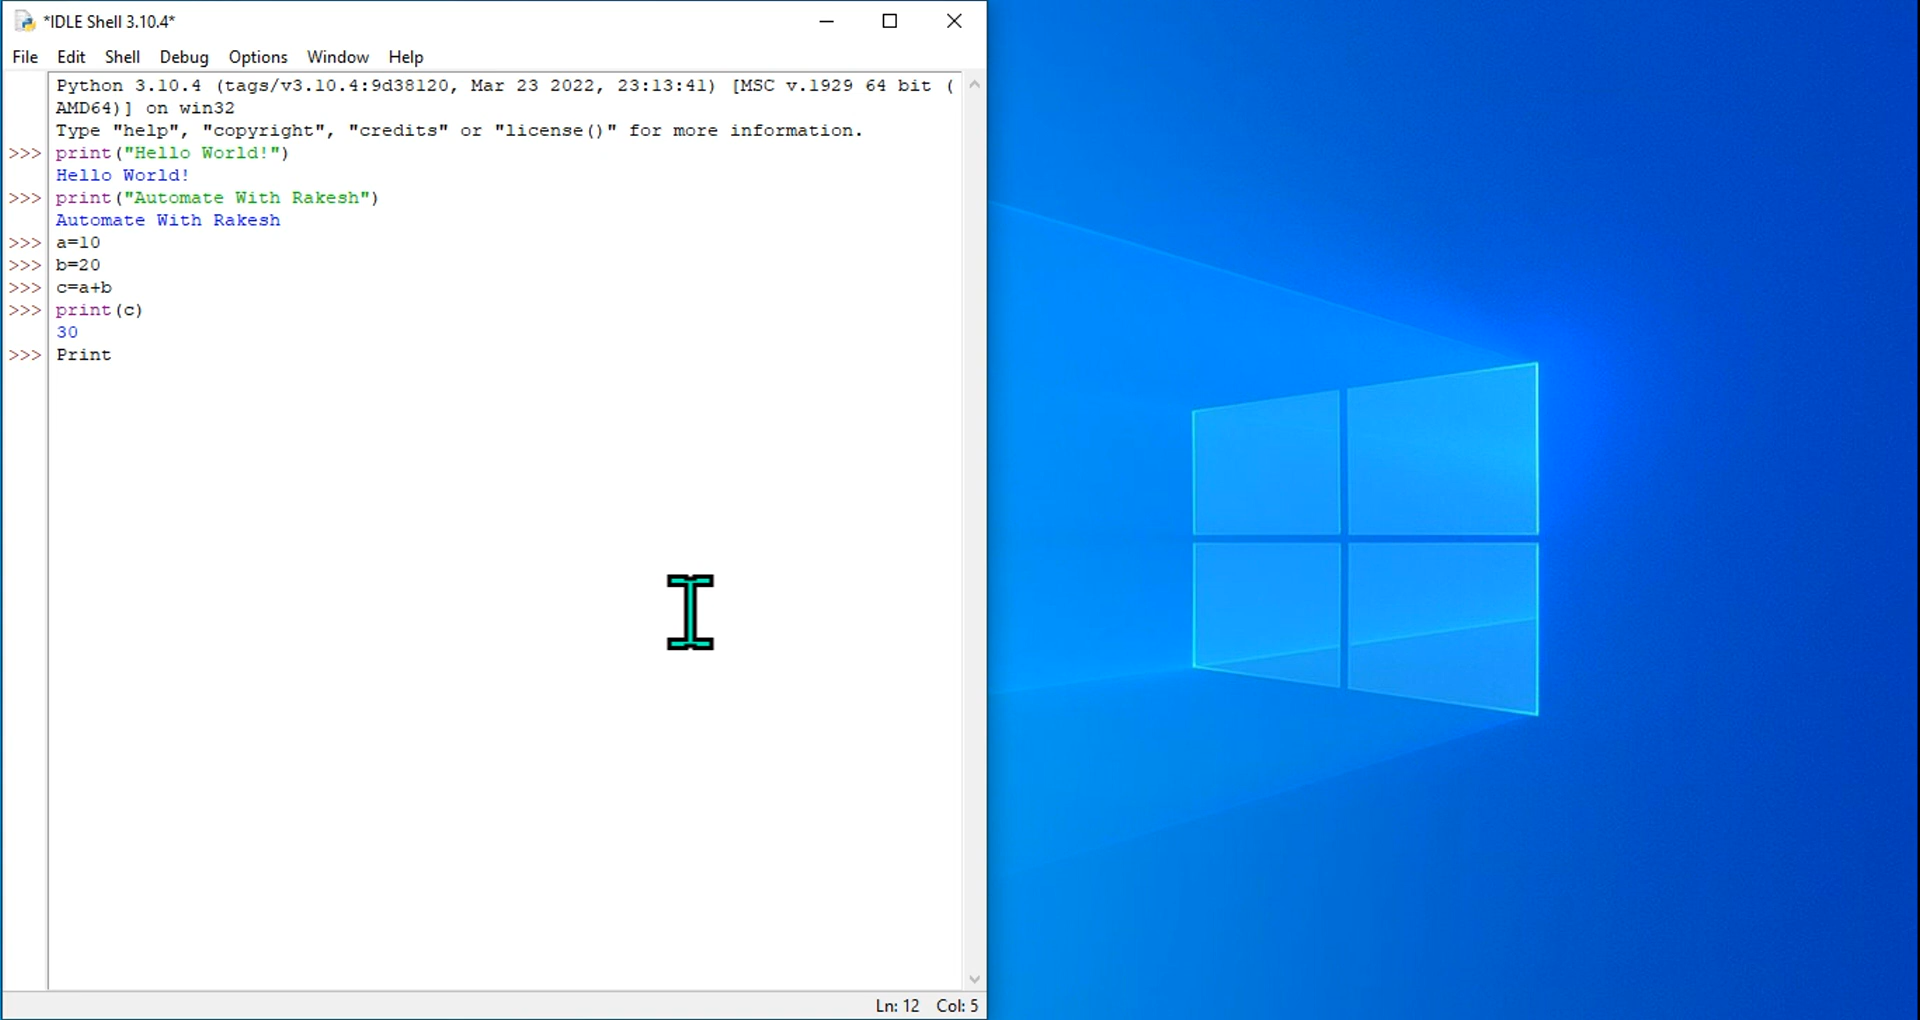 *IDLE Shell 3.10.4*
File Edit Shell Debug Options Window Help
Python 3.10.4 (tags/v3.10.4:9d38120, Mar 23 2022, 23:13:41) [MSC v.1929 64 bit (
AMD64)] on win32
Type "help", "copyright", "credits" or "license()" for more information.
>>> print("Hello World!")
Hello World!
>>> print("Automate With Rakesh")
Automate With Rakesh
>>> a=10
>>> b=20
>>> c=a+b
>>> print(c)
30
>>> Print
Ln: 12 Col: 5